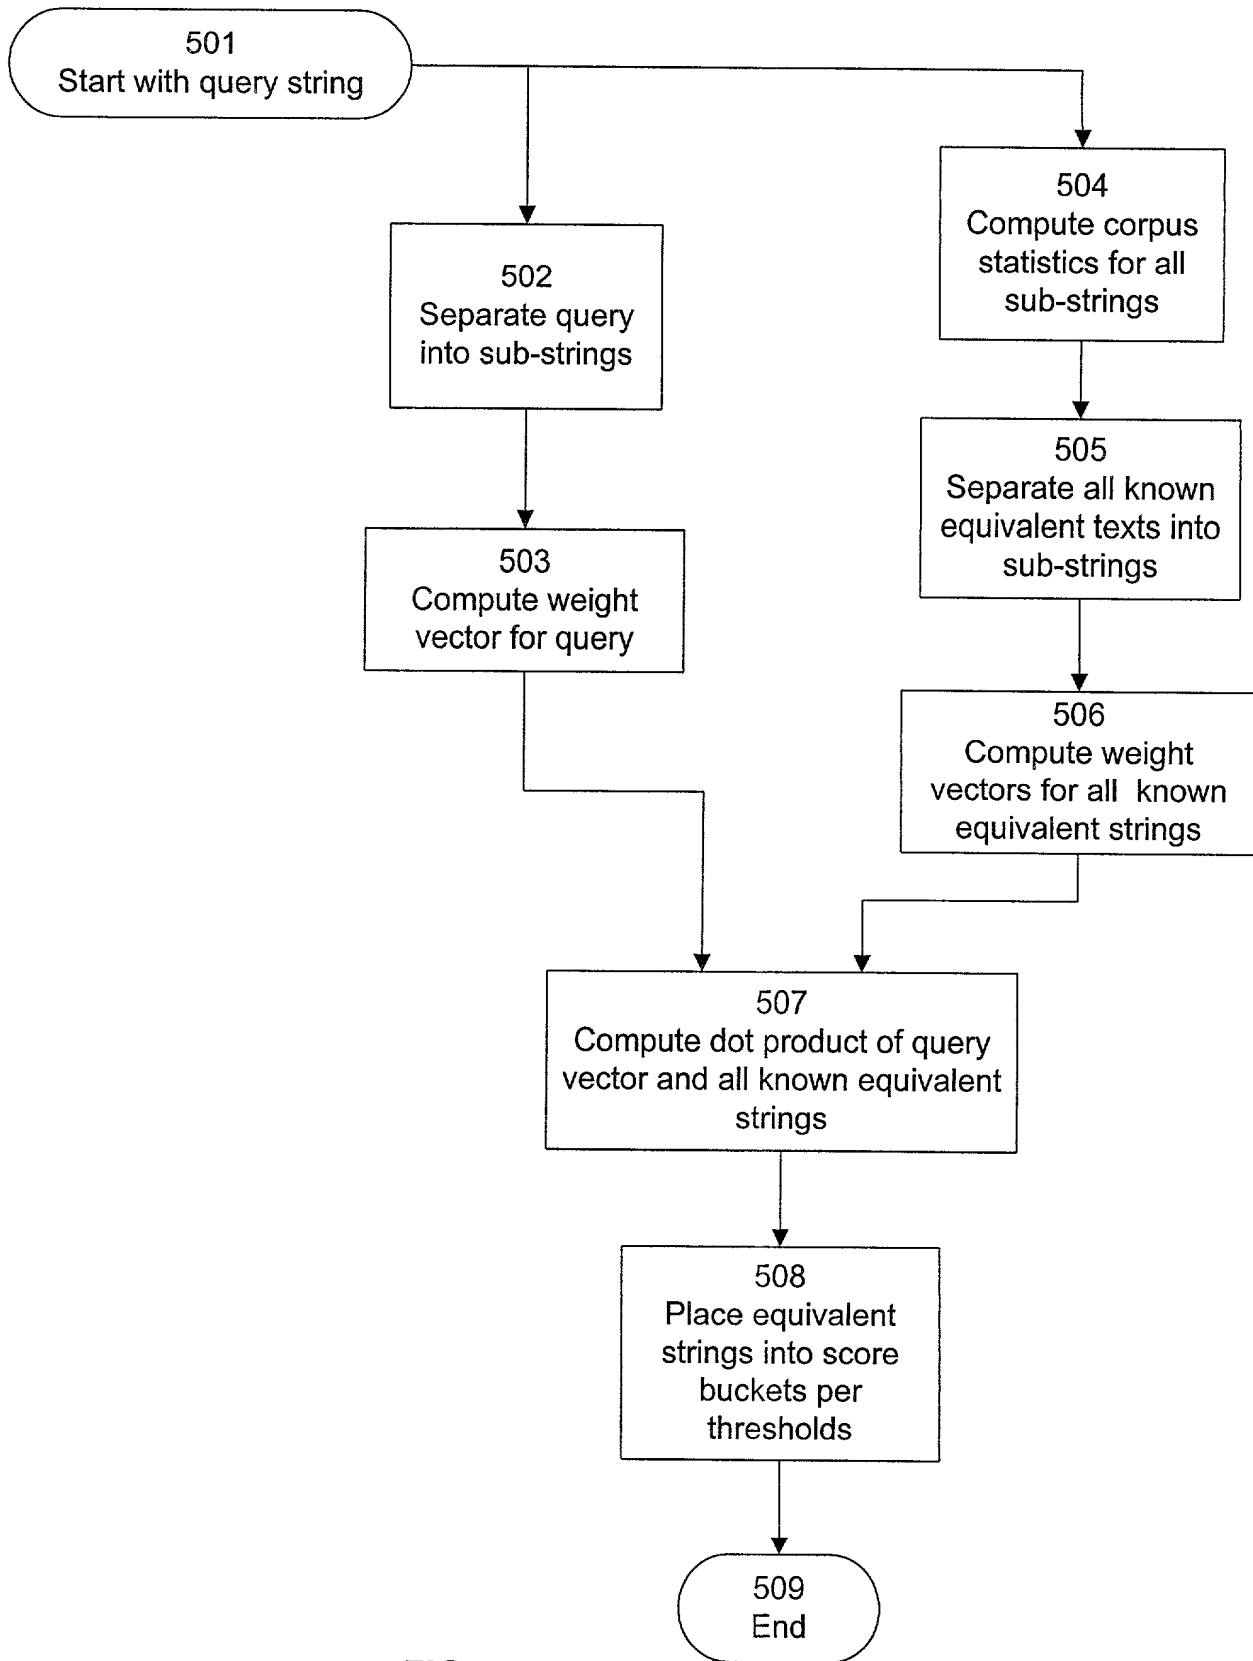 501
Start with query string
502
Separate query
into sub-strings
503
Compute weight
vector for query
504
Compute corpus
statistics for all
sub-strings
505
Separate all known
equivalent texts into
sub-strings
506
Compute weight
vectors for all known
equivalent strings
507
Compute dot product of query
vector and all known equivalent
strings
508
Place equivalent
strings into score
buckets per
thresholds
509
End